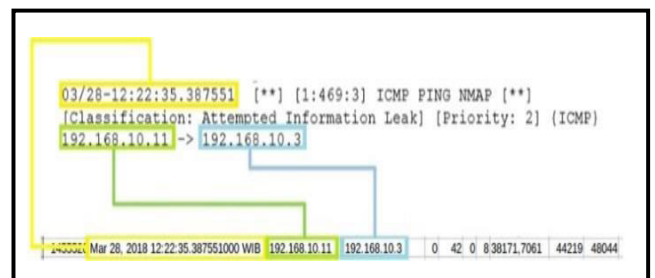 03/28-12:22:35.387551 [**] [1:469:3] ICMP PING NMAP [**]
[Classification: Attempted Information Leak] [Priority: 2] {ICMP}
192.168.10.11 -> 192.168.10.3
Mar 28, 2018 12:22:35.387551000 WIB 192.168.10.11 192.168.10.3 0 42 0 8 38171,7061 44219 48044